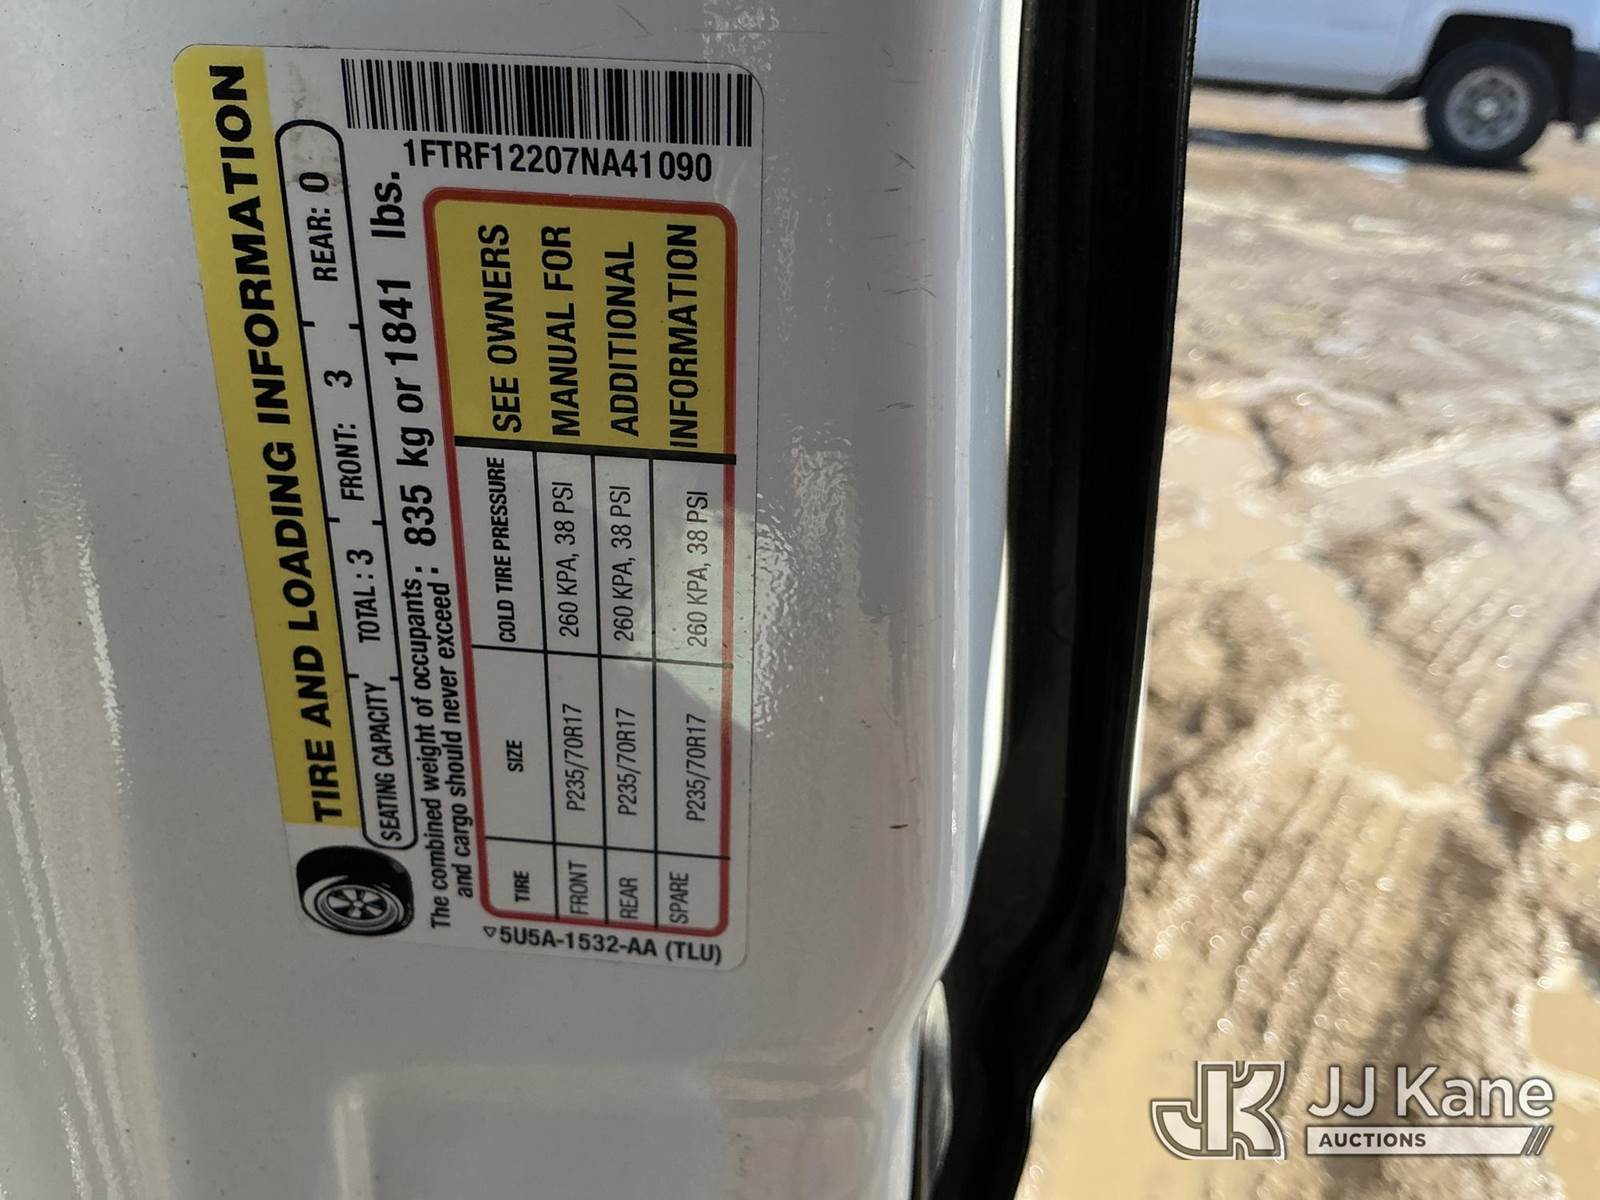 TIRE AND LOADING INFORMATION
SEATING CAPACITY TOTAL: 3 FRONT: 3 REAR: 0
The combined weight of occupants and cargo should never exceed : 835 kg or 1841 lbs.
TIRE SIZE COLD TIRE PRESSURE
FRONT P235/70R17 260 KPA, 38 PSI
REAR P235/70R17 260 KPA, 38 PSI
SPARE P235/70R17 260 KPA, 38 PSI
SEE OWNERS
MANUAL FOR
ADDITIONAL
INFORMATION
1FTRF12207NA41090
5U5A-1532-AA (TLU)
JK JJ Kane
AUCTIONS